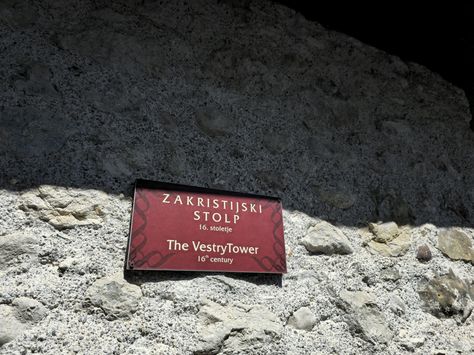 ZAKRISTIJSKI
STOLP
16. stoletje
The VestryTower
16th century